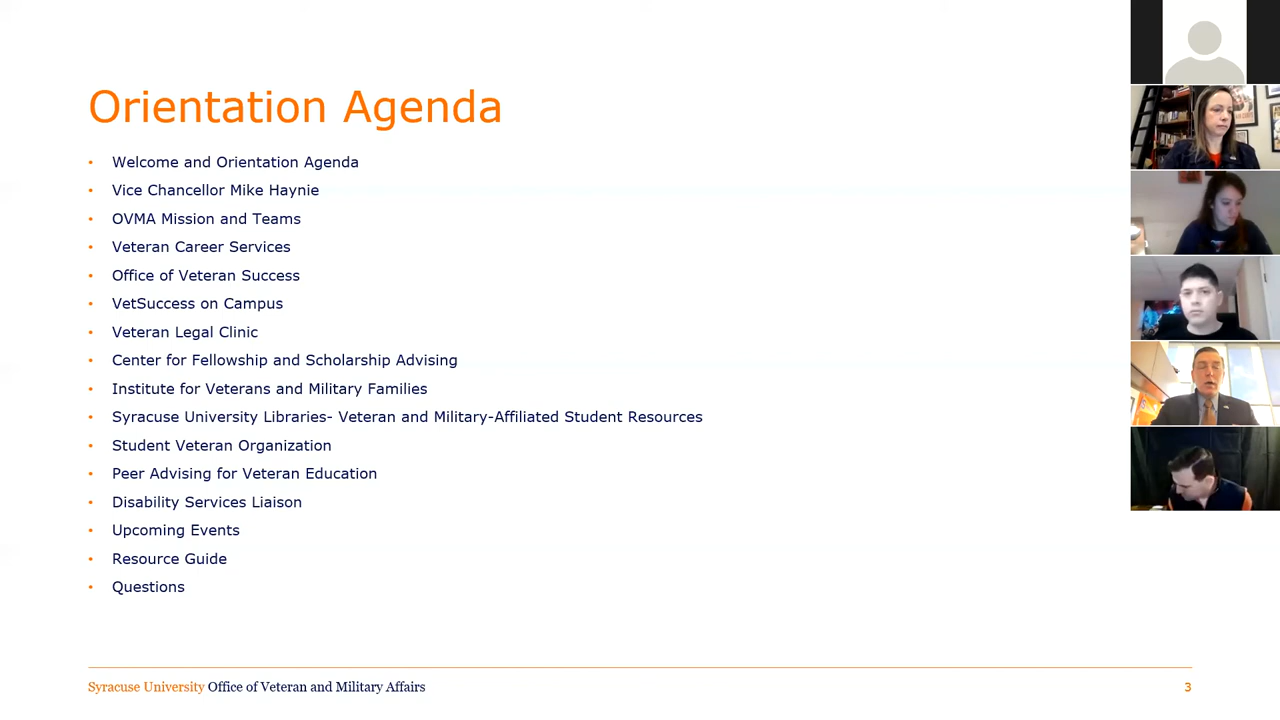 Orientation Agenda
• Welcome and Orientation Agenda
• Vice Chancellor Mike Haynie
• OVMA Mission and Teams
• Veteran Career Services
• Office of Veteran Success
• VetSuccess on Campus
• Veteran Legal Clinic
• Center for Fellowship and Scholarship Advising
• Institute for Veterans and Military Families
• Syracuse University Libraries- Veteran and Military-Affiliated Student Resources
• Student Veteran Organization
• Peer Advising for Veteran Education
• Disability Services Liaison
• Upcoming Events
• Resource Guide
• Questions
Syracuse University Office of Veteran and Military Affairs
3